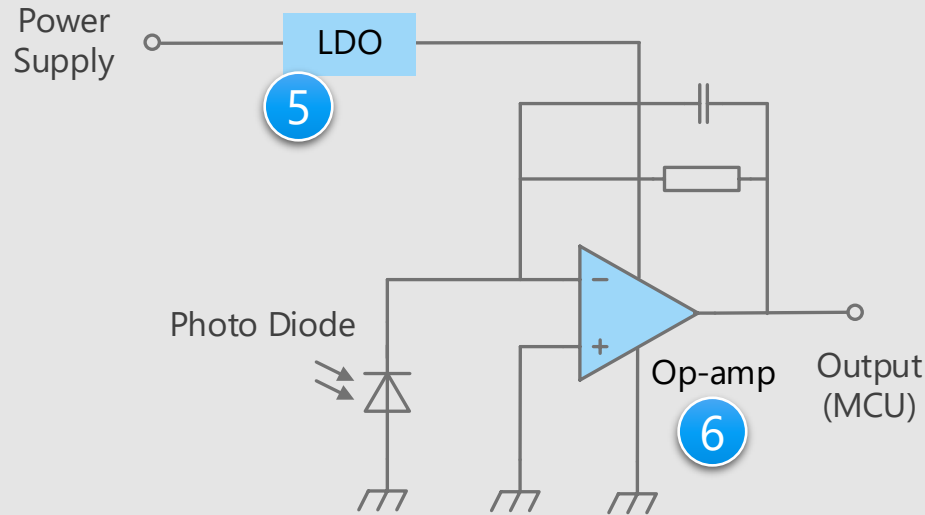 Power
Supply
LDO
5
Photo Diode
−
+
Op-amp
6
Output
(MCU)